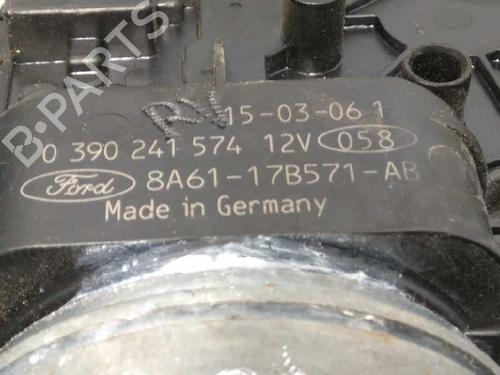 B-PARTS
RV 15-03-06 1
0 390 241 574 12V 058
Ford 8A61-17B571-AB
Made in Germany